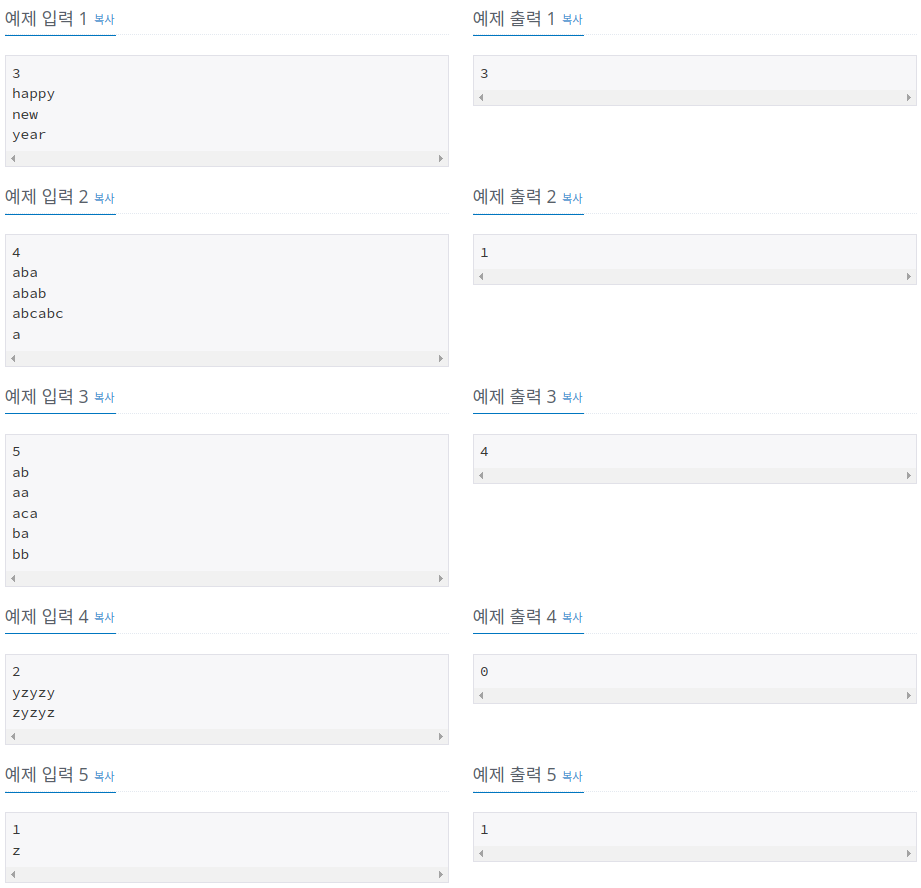 예제 입력 1 복사
3
happy
new
year
예제 출력 1 복사
3
예제 입력 2 복사
4
aba
abab
abcabc
a
예제 출력 2 복사
1
예제 입력 3 복사
5
ab
aa
aca
ba
bb
예제 출력 3 복사
4
예제 입력 4 복사
2
yzyzy
zyzyz
예제 출력 4 복사
0
예제 입력 5 복사
1
z
예제 출력 5 복사
1